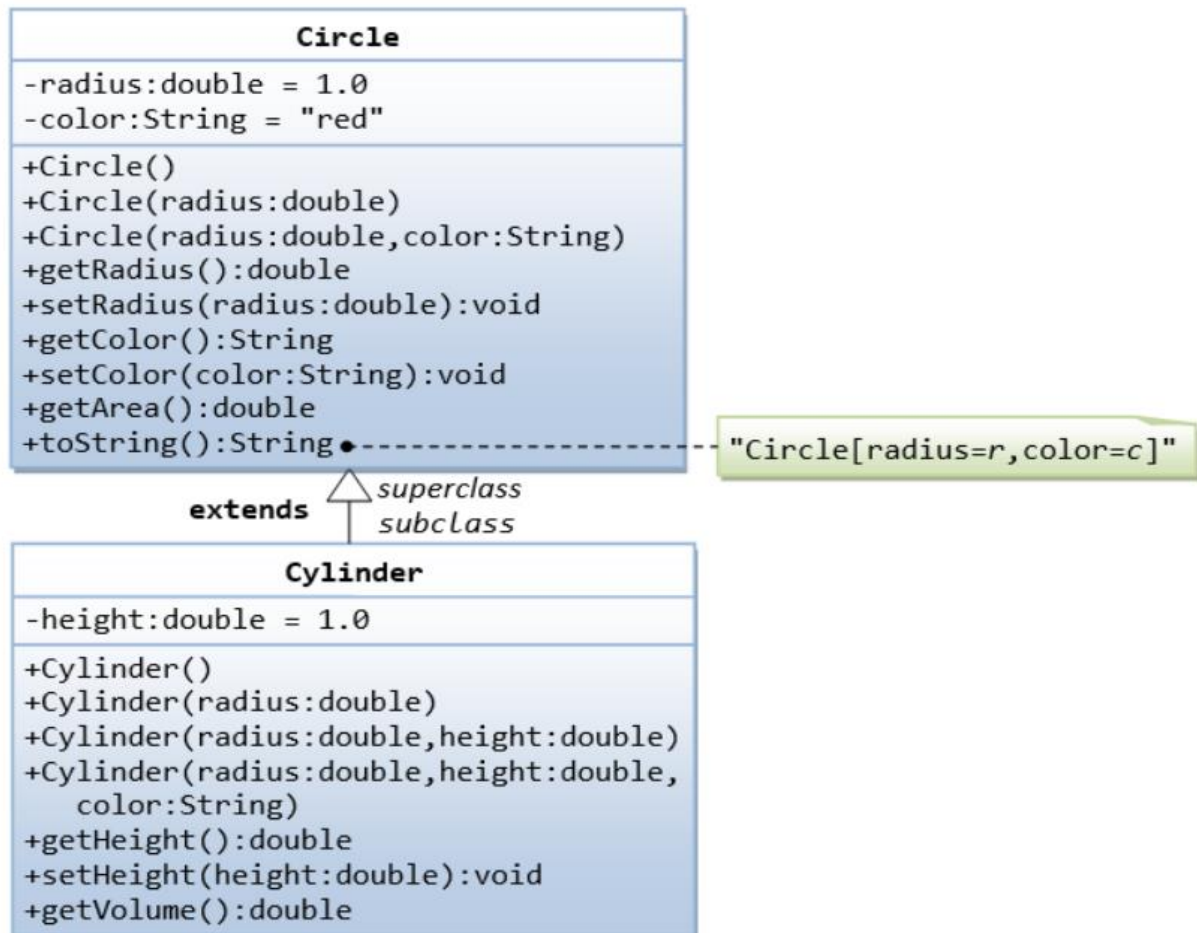 Circle
-radius:double = 1.0
-color:String = "red"
+Circle()
+Circle(radius:double)
+Circle(radius:double,color:String)
+getRadius():double
+setRadius(radius:double):void
+getColor():String
+setColor(color:String):void
+getArea():double
+toString():String
"Circle[radius=r,color=c]"
superclass
extends
subclass
Cylinder
-height:double = 1.0
+Cylinder()
+Cylinder(radius:double)
+Cylinder(radius:double,height:double)
+Cylinder(radius:double,height:double,
color:String)
+getHeight():double
+setHeight(height:double):void
+getVolume():double